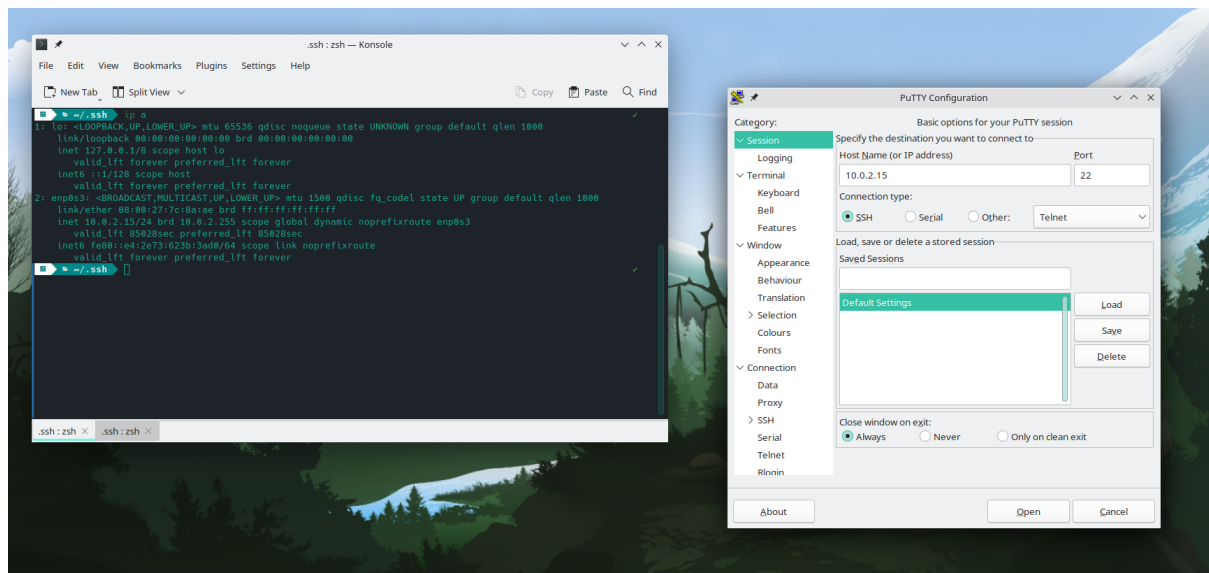 .ssh : zsh — Konsole
File Edit View Bookmarks Plugins Settings Help
New Tab Split View Copy Paste Find
~/.ssh ip a
1: lo: <LOOPBACK,UP,LOWER_UP> mtu 65536 qdisc noqueue state UNKNOWN group default qlen 1000
link/loopback 00:00:00:00:00:00 brd 00:00:00:00:00:00
inet 127.0.0.1/8 scope host lo
valid_lft forever preferred_lft forever
inet6 ::1/128 scope host
valid_lft forever preferred_lft forever
2: enp0s3: <BROADCAST,MULTICAST,UP,LOWER_UP> mtu 1500 qdisc fq_codel state UP group default qlen 1000
link/ether 08:00:27:7c:8a:ae brd ff:ff:ff:ff:ff:ff
inet 10.0.2.15/24 brd 10.0.2.255 scope global dynamic noprefixroute enp0s3
valid_lft 85028sec preferred_lft 85028sec
inet6 fe80::e4:2e73:623b:3ad0/64 scope link noprefixroute
valid_lft forever preferred_lft forever
~/.ssh
.ssh : zsh .ssh : zsh
PuTTY Configuration
Category:
Session
Logging
Terminal
Keyboard
Bell
Features
Window
Appearance
Behaviour
Translation
Selection
Colours
Fonts
Connection
Data
Proxy
SSH
Serial
Telnet
Rlogin
Basic options for your PuTTY session
Specify the destination you want to connect to
Host Name (or IP address) Port
10.0.2.15 22
Connection type:
SSH Serial Other: Telnet
Load, save or delete a stored session
Saved Sessions
Default Settings
Load
Save
Delete
Close window on exit:
Always Never Only on clean exit
About Open Cancel